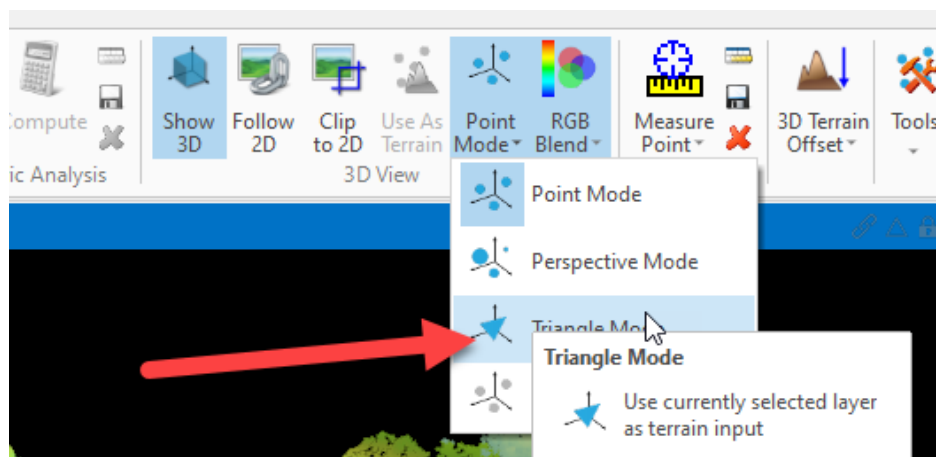 Compute
Show
3D
Follow
2D
Clip
to 2D
Use As
Terrain
Point
Mode
RGB
Blend
Measure
Point
3D Terrain
Offset
Tools
ic Analysis
3D View
Point Mode
Perspective Mode
Triangle Mo
Triangle Mode
Use currently selected layer
as terrain input